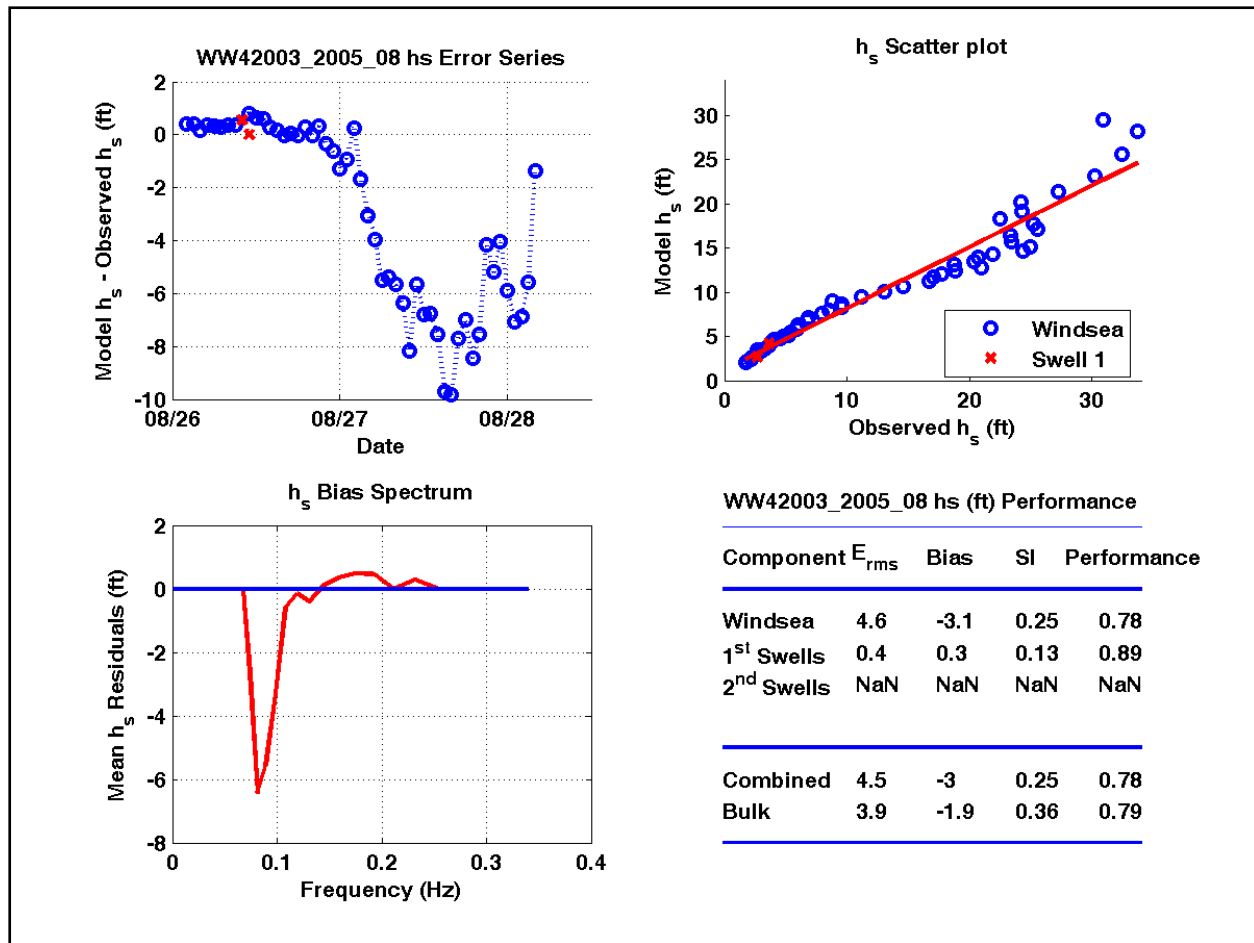 WW42003_2005_08 hs Error Series
2
0
-2
-4
-6
-8
-10
Model hs - Observed hs (ft)
08/26
08/27
08/28
Date
hs Scatter plot
30
25
20
15
10
5
0
Model hs (ft)
Windsea
Swell 1
0
10
20
30
Observed hs (ft)
hs Bias Spectrum
2
0
-2
-4
-6
-8
Mean hs Residuals (ft)
0
0.1
0.2
0.3
0.4
Frequency (Hz)
WW42003_2005_08 hs (ft) Performance
Component Erms Bias SI Performance
Windsea 4.6 -3.1 0.25 0.78
1st Swells 0.4 0.3 0.13 0.89
2nd Swells NaN NaN NaN NaN
Combined 4.5 -3 0.25 0.78
Bulk 3.9 -1.9 0.36 0.79